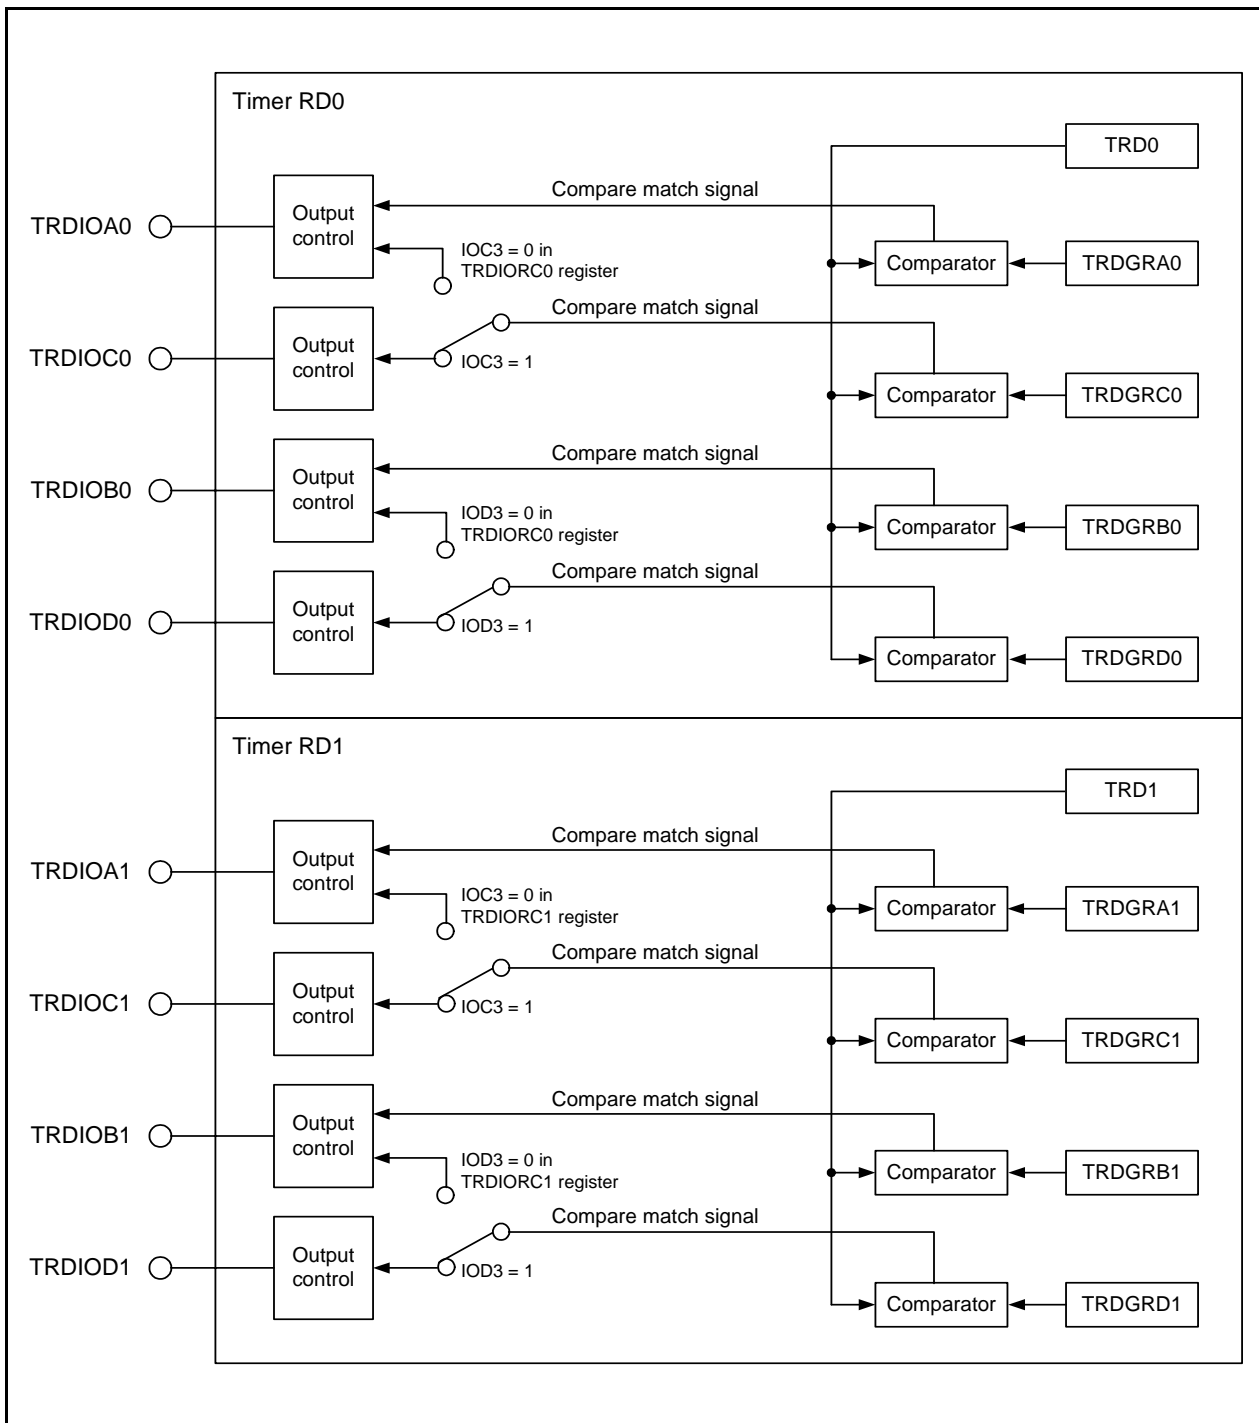 Timer RD0
TRD0
Compare match signal
TRDIOA0
Output
control
IOC3 = 0 in
TRDIORC0 register
Comparator
TRDGRA0
Compare match signal
TRDIOC0
Output
control
IOC3 = 1
Comparator
TRDGRC0
Compare match signal
TRDIOB0
Output
control
IOD3 = 0 in
TRDIORC0 register
Comparator
TRDGRB0
Compare match signal
TRDIOD0
Output
control
IOD3 = 1
Comparator
TRDGRD0
Timer RD1
TRD1
Compare match signal
TRDIOA1
Output
control
IOC3 = 0 in
TRDIORC1 register
Comparator
TRDGRA1
Compare match signal
TRDIOC1
Output
control
IOC3 = 1
Comparator
TRDGRC1
Compare match signal
TRDIOB1
Output
control
IOD3 = 0 in
TRDIORC1 register
Comparator
TRDGRB1
Compare match signal
TRDIOD1
Output
control
IOD3 = 1
Comparator
TRDGRD1